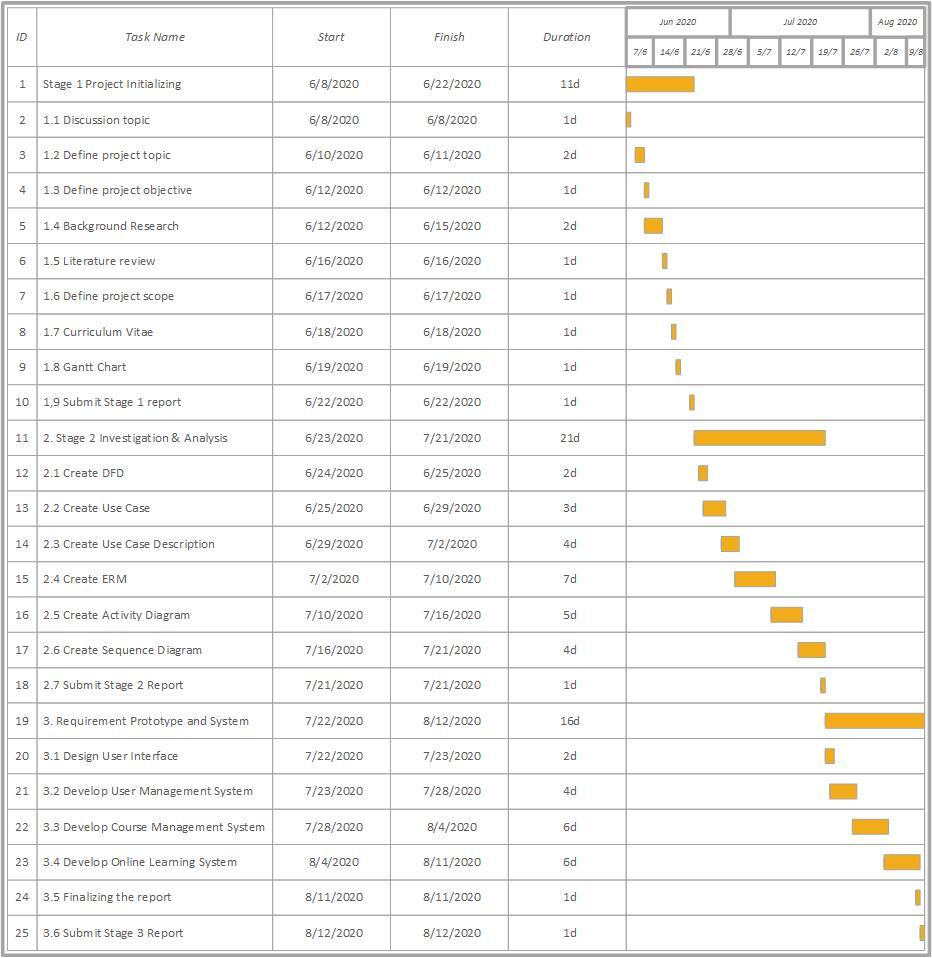 ID Task Name Start Finish Duration Jun 2020 Jul 2020 Aug 2020
7/6 14/6 21/6 28/6 5/7 12/7 19/7 26/7 2/8 9/8
1 Stage 1 Project Initializing 6/8/2020 6/22/2020 11d
2 1.1 Discussion topic 6/8/2020 6/8/2020 1d
3 1.2 Define project topic 6/10/2020 6/11/2020 2d
4 1.3 Define project objective 6/12/2020 6/12/2020 1d
5 1.4 Background Research 6/12/2020 6/15/2020 2d
6 1.5 Literature review 6/16/2020 6/16/2020 1d
7 1.6 Define project scope 6/17/2020 6/17/2020 1d
8 1.7 Curriculum Vitae 6/18/2020 6/18/2020 1d
9 1.8 Gantt Chart 6/19/2020 6/19/2020 1d
10 1,9 Submit Stage 1 report 6/22/2020 6/22/2020 1d
11 2. Stage 2 Investigation & Analysis 6/23/2020 7/21/2020 21d
12 2.1 Create DFD 6/24/2020 6/25/2020 2d
13 2.2 Create Use Case 6/25/2020 6/29/2020 3d
14 2.3 Create Use Case Description 6/29/2020 7/2/2020 4d
15 2.4 Create ERM 7/2/2020 7/10/2020 7d
16 2.5 Create Activity Diagram 7/10/2020 7/16/2020 5d
17 2.6 Create Sequence Diagram 7/16/2020 7/21/2020 4d
18 2.7 Submit Stage 2 Report 7/21/2020 7/21/2020 1d
19 3. Requirement Prototype and System 7/22/2020 8/12/2020 16d
20 3.1 Design User Interface 7/22/2020 7/23/2020 2d
21 3.2 Develop User Management System 7/23/2020 7/28/2020 4d
22 3.3 Develop Course Management System 7/28/2020 8/4/2020 6d
23 3.4 Develop Online Learning System 8/4/2020 8/11/2020 6d
24 3.5 Finalizing the report 8/11/2020 8/11/2020 1d
25 3.6 Submit Stage 3 Report 8/12/2020 8/12/2020 1d